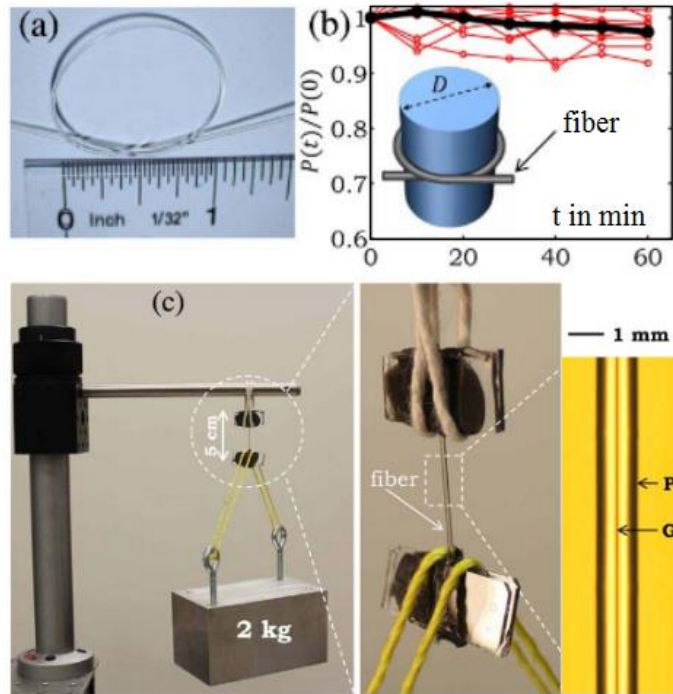 (a)
0 Inch 1/32" 1
(b)
P(t)/P(0)
1
0.9
0.8
0.7
0.6
D
fiber
t in min
0 20 40 60
(c)
5 cm
2 kg
fiber
1 mm
P
G